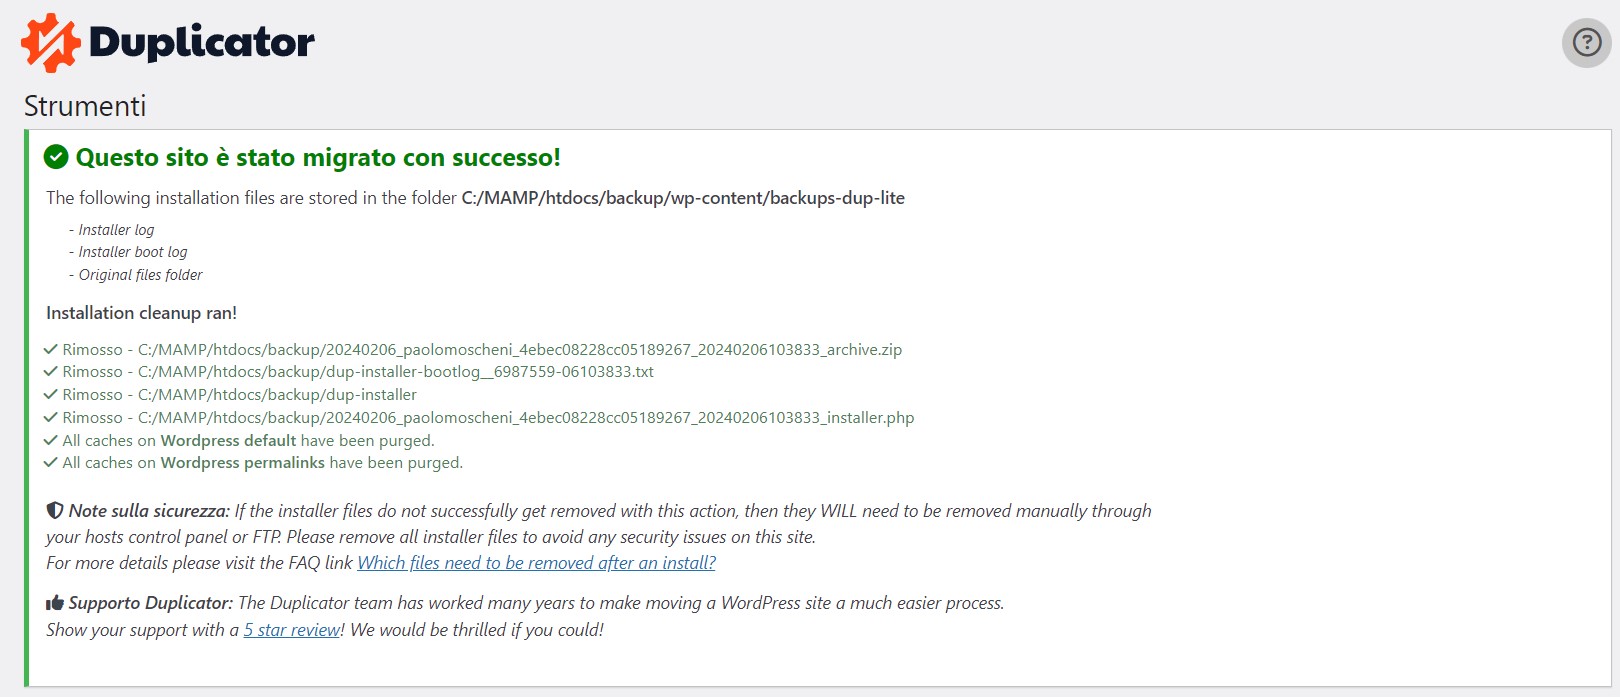 Duplicator
?
Strumenti
Questo sito è stato migrato con successo!
The following installation files are stored in the folder C:/MAMP/htdocs/backup/wp-content/backups-dup-lite
- Installer log
- Installer boot log
- Original files folder
Installation cleanup ran!
Rimosso - C:/MAMP/htdocs/backup/20240206_paolomoscheni_4ebec08228cc05189267_20240206103833_archive.zip
Rimosso - C:/MAMP/htdocs/backup/dup-installer-bootlog__6987559-06103833.txt
Rimosso - C:/MAMP/htdocs/backup/dup-installer
Rimosso - C:/MAMP/htdocs/backup/20240206_paolomoscheni_4ebec08228cc05189267_20240206103833_installer.php
All caches on Wordpress default have been purged.
All caches on Wordpress permalinks have been purged.
Note sulla sicurezza: If the installer files do not successfully get removed with this action, then they WILL need to be removed manually through
your hosts control panel or FTP. Please remove all installer files to avoid any security issues on this site.
For more details please visit the FAQ link Which files need to be removed after an install?
Supporto Duplicator: The Duplicator team has worked many years to make moving a WordPress site a much easier process.
Show your support with a 5 star review! We would be thrilled if you could!